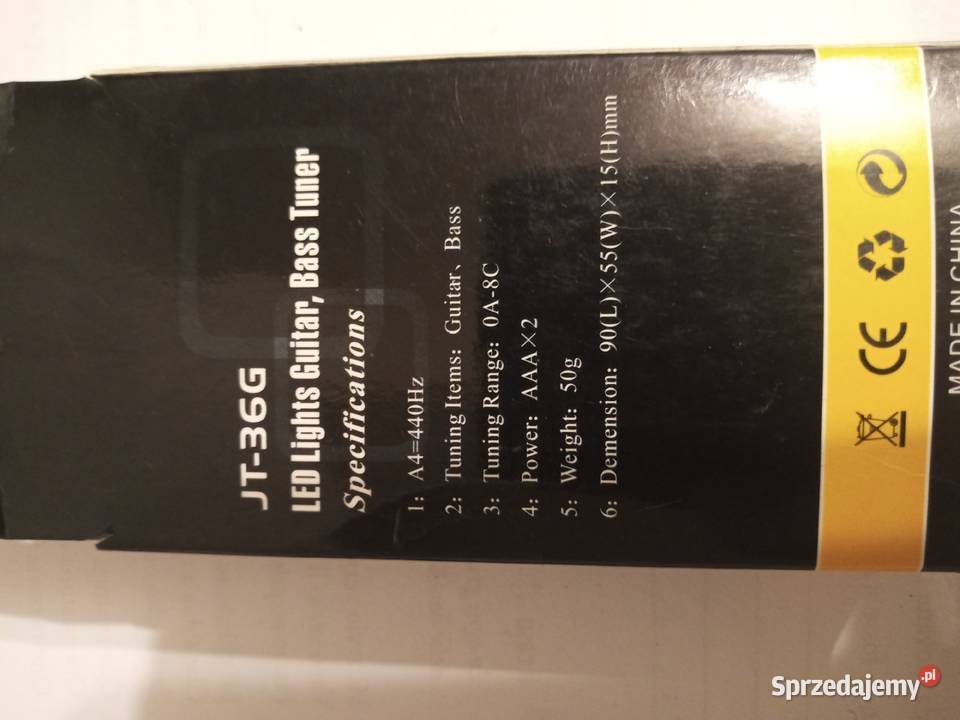 JT-36G
LED Lights Guitar, Bass Tuner
Specifications
1: A4=440Hz
2: Tuning Items: Guitar、Bass
3: Tuning Range: 0A-8C
4: Power: AAA×2
5: Weight: 50g
6: Demension: 90(L)×55(W)×15(H)mm
CE
MADE IN CHINA
Sprzedajemy.pl